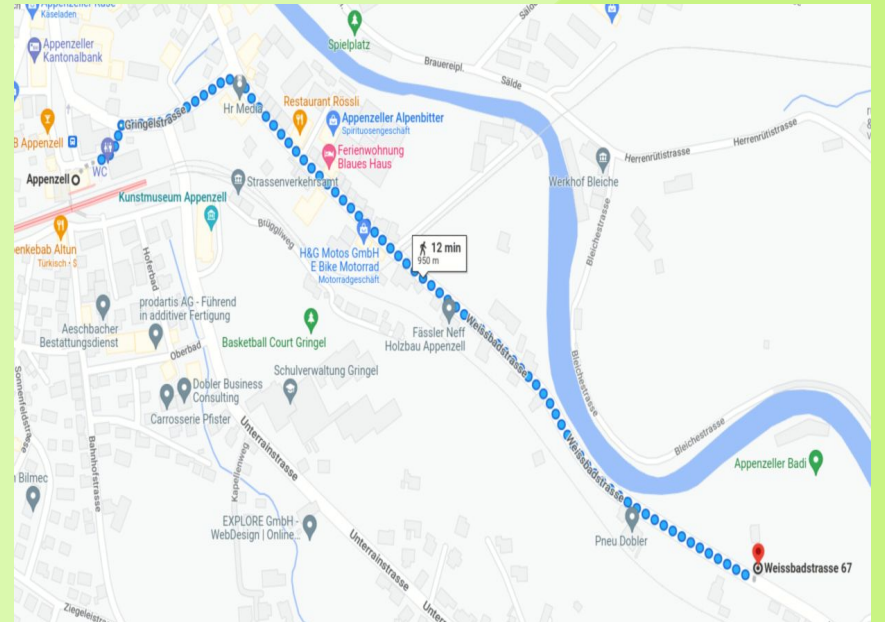 Appenzeller Käse
Käseladen
Appenzeller
Kantonalbank
Spielplatz
Brauereipl.
Sälde
Gringelstrasse
Hr Media
Restaurant Rössli
Appenzeller Alpenbitter
Spirituosengeschäft
B Appenzell
WC
Appenzell
Ferienwohnung
Blaues Haus
Strassenverkehrsamt
Herrenrütistrasse
Herrenrütistrasse
Werkhof Bleiche
Kunstmuseum Appenzell
Brüggliweg
enkebab Altun
Türkisch • $
Hoferbad
H&G Motos GmbH
E Bike Motorrad
Motorradgeschäft
12 min
950 m
Bleichestrasse
prodartis AG - Führend
in additiver Fertigung
Aeschbacher
Bestattungsdienst
Oberbad
Basketball Court Gringel
Fässler Neff
Holzbau Appenzell
Weissbadstrasse
Schulverwaltung Gringel
Dobler Business
Consulting
Carrosserie Pfister
Sonnenfeldstrasse
Bahnhofstrasse
Unterrainstrasse
Kapellenweg
Bleichestrasse
Bleichestrasse
Weissbadstrasse
Appenzeller Badi
Bilmec
EXPLORE GmbH -
WebDesign | Online...
Pneu Dobler
Unterrainstrasse
Weissbadstrasse 67
Unter
Ziegeleistr